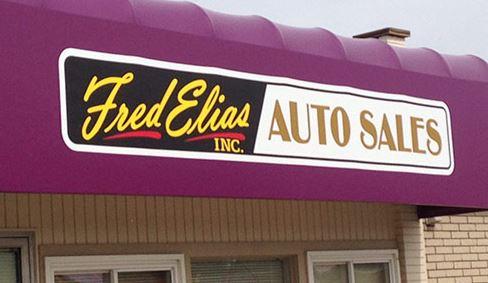 Fred Elias
INC.
AUTO SALES